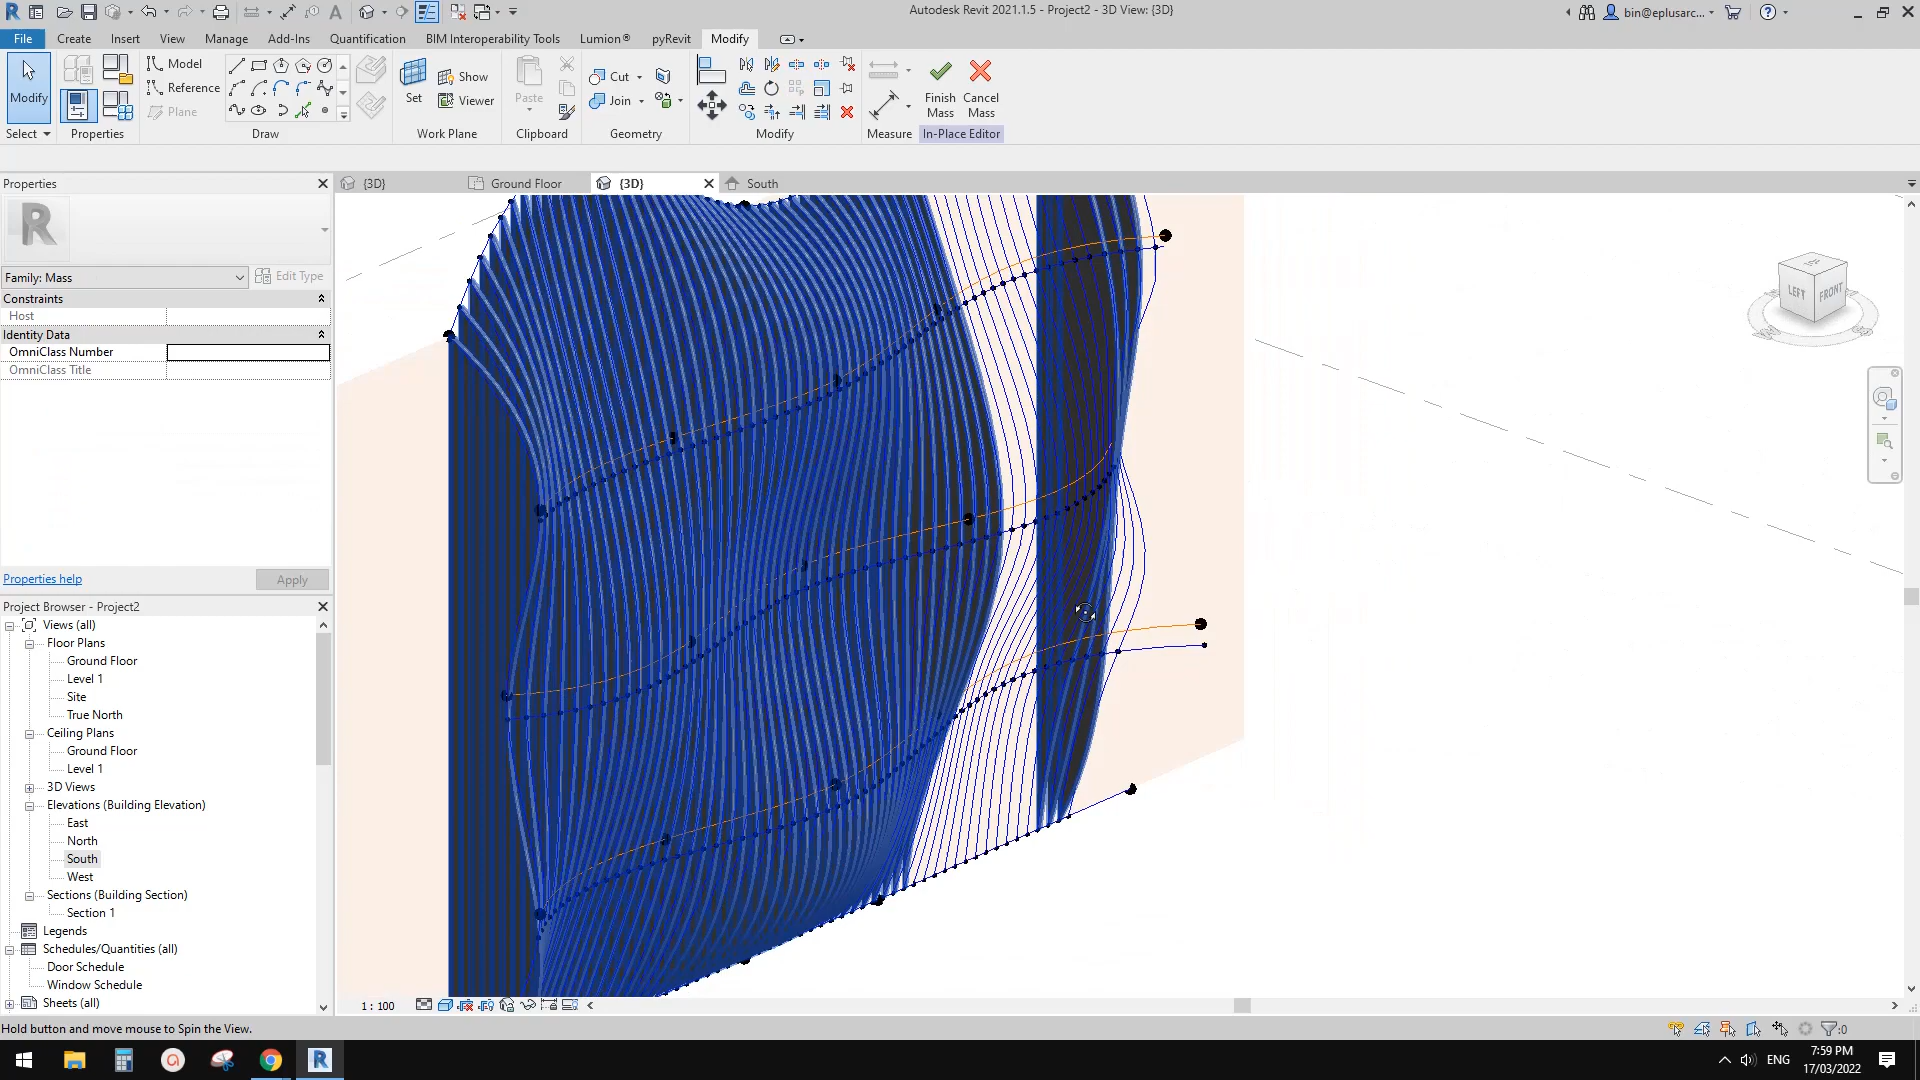 Autodesk Revit 2021.1.5 - Project2 - 3D View: {3D}
bin@eplusarc...
File Create Insert View Manage Add-Ins Quantification BIM Interoperability Tools Lumion® pyRevit Modify
Modify
Model
Reference
Plane
Set
Show
Viewer
Paste
Cut
Join
Finish Mass
Cancel Mass
Select Properties Draw Work Plane Clipboard Geometry Modify Measure In-Place Editor
Properties
{3D} Ground Floor {3D} South
R
Family: Mass
Edit Type
Constraints
Host
Identity Data
OmniClass Number
OmniClass Title
LEFT FRONT
Properties help
Apply
Project Browser - Project2
Views (all)
Floor Plans
Ground Floor
Level 1
Site
True North
Ceiling Plans
Ground Floor
Level 1
3D Views
Elevations (Building Elevation)
East
North
South
West
Sections (Building Section)
Section 1
Legends
Schedules/Quantities (all)
Door Schedule
Window Schedule
Sheets (all)
1 : 100
Hold button and move mouse to Spin the View.
:0
ENG
7:59 PM
17/03/2022